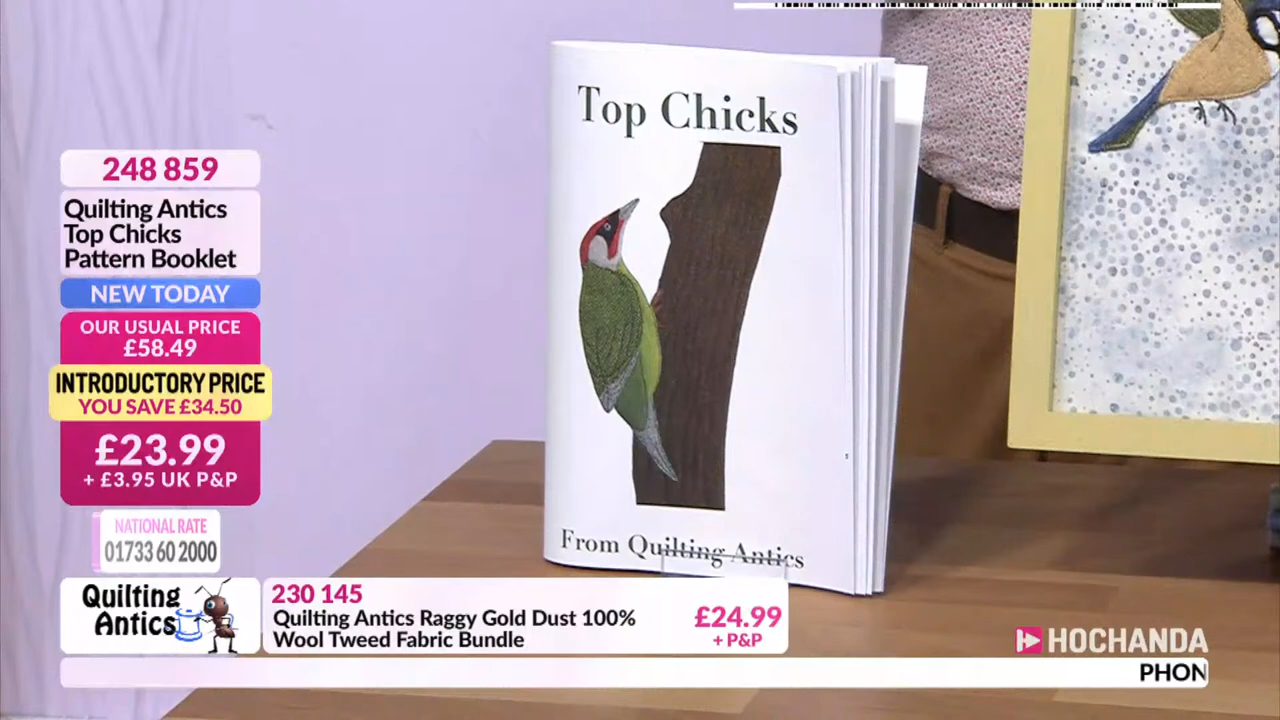 248 859
Quilting Antics
Top Chicks
Pattern Booklet
NEW TODAY
OUR USUAL PRICE
£58.49
INTRODUCTORY PRICE
YOU SAVE £34.50
£23.99
+ £3.95 UK P&P
NATIONAL RATE
01733 60 2000
Top Chicks
From Quilting Antics
Quilting
Antics
230 145
Quilting Antics Raggy Gold Dust 100%
Wool Tweed Fabric Bundle
£24.99
+ P&P
HOCHANDA
PHON